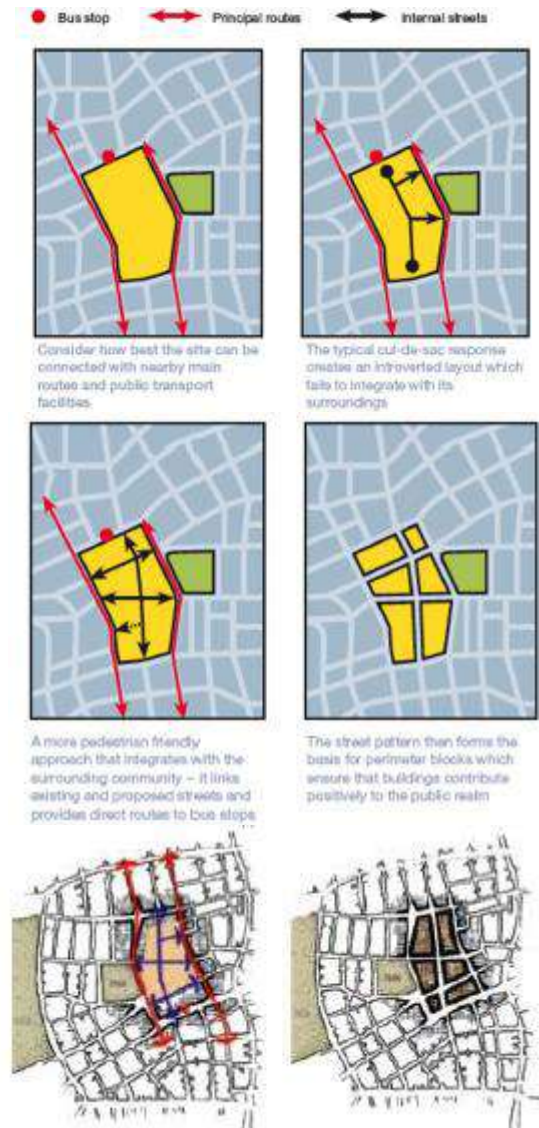 Bus stop
Principal routes
Internal streets
Consider how best the site can be
connected with nearby main
routes and public transport
facilities
The typical cul-de-sac response
creates an introverted layout which
fails to integrate with its
surroundings
A more pedestrian friendly
approach that integrates with the
surrounding community – it links
existing and proposed streets and
provides direct routes to bus stops
The street pattern then forms the
basis for perimeter blocks which
ensure that buildings contribute
positively to the public realm